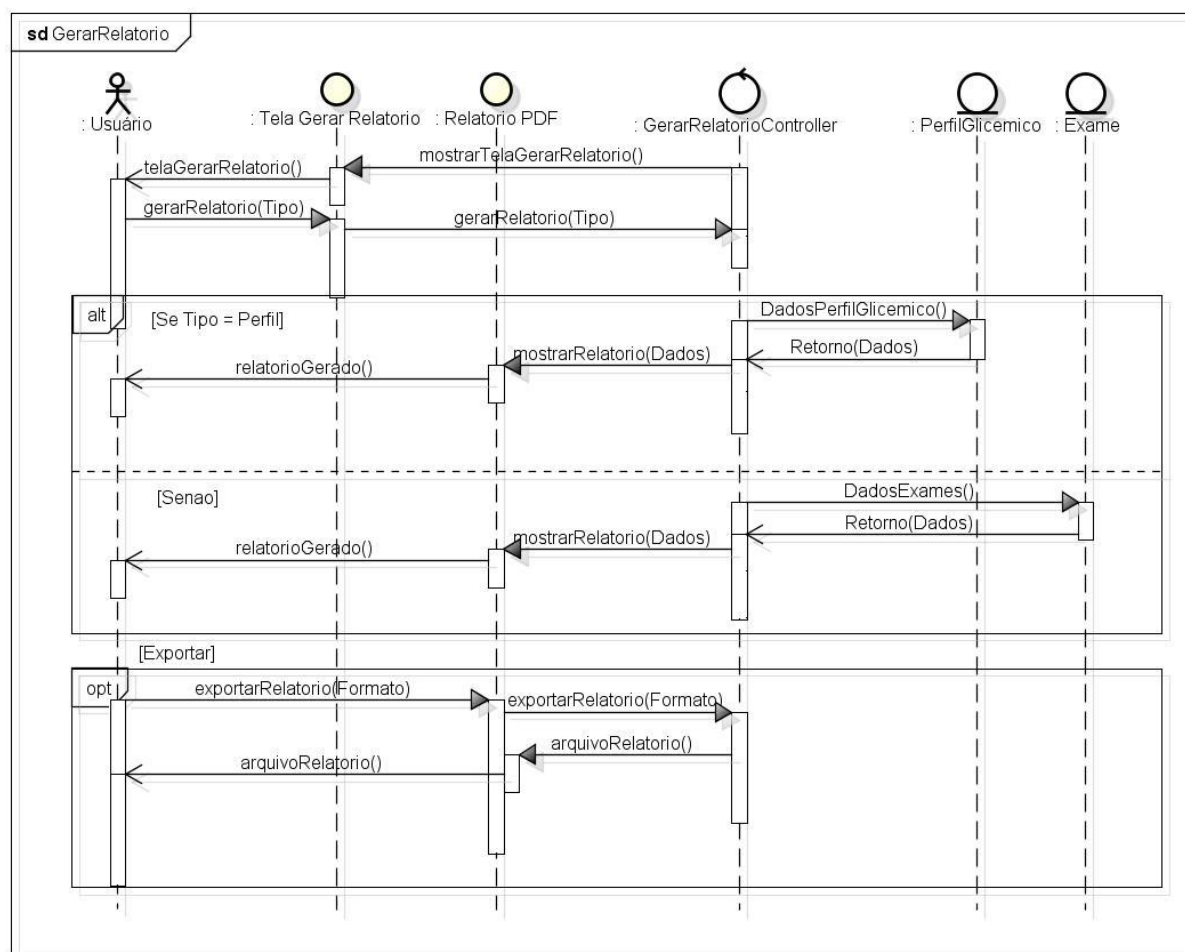 sd GerarRelatorio
: Usuário
: Tela Gerar Relatorio
: Relatorio PDF
: GerarRelatorioController
: PerfilGlicemico
: Exame
mostrarTelaGerarRelatorio()
telaGerarRelatorio()
gerarRelatorio(Tipo)
gerarRelatorio(Tipo)
alt
[Se Tipo = Perfil]
DadosPerfilGlicemico()
Retorno(Dados)
mostrarRelatorio(Dados)
relatorioGerado()
[Senao]
DadosExames()
Retorno(Dados)
mostrarRelatorio(Dados)
relatorioGerado()
[Exportar]
opt
exportarRelatorio(Formato)
exportarRelatorio(Formato)
arquivoRelatorio()
arquivoRelatorio()